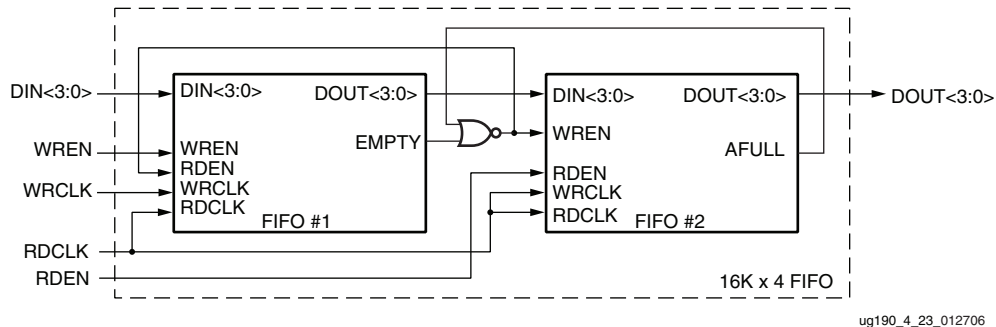 DIN<3:0>
WREN
WRCLK
RDCLK
RDEN
DIN<3:0>
DOUT<3:0>
EMPTY
WREN
RDEN
WRCLK
RDCLK
FIFO #1
DIN<3:0>
DOUT<3:0>
WREN
AFULL
RDEN
WRCLK
RDCLK
FIFO #2
DOUT<3:0>
16K x 4 FIFO
ug190_4_23_012706